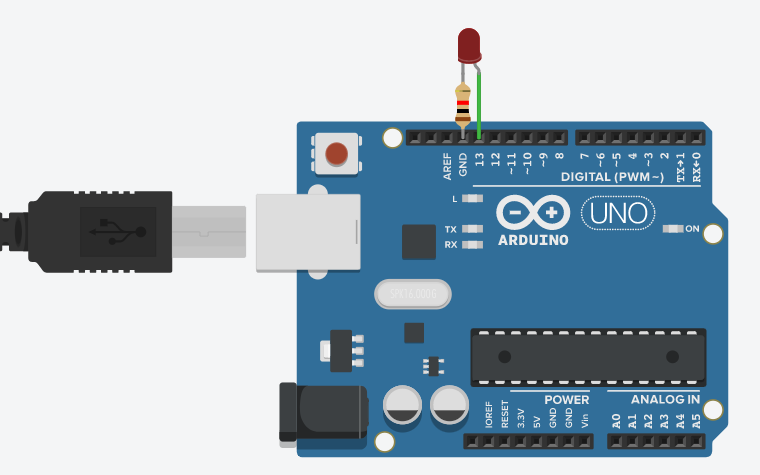 AREF
GND
13
12
~11
~10
~9
8
7
~6
~5
4
~3
2
TX→1
RX←0
DIGITAL (PWM ~)
L
TX
RX
ARDUINO
UNO
ON
POWER
ANALOG IN
IOREF
RESET
3.3V
5V
GND
GND
Vin
A0
A1
A2
A3
A4
A5